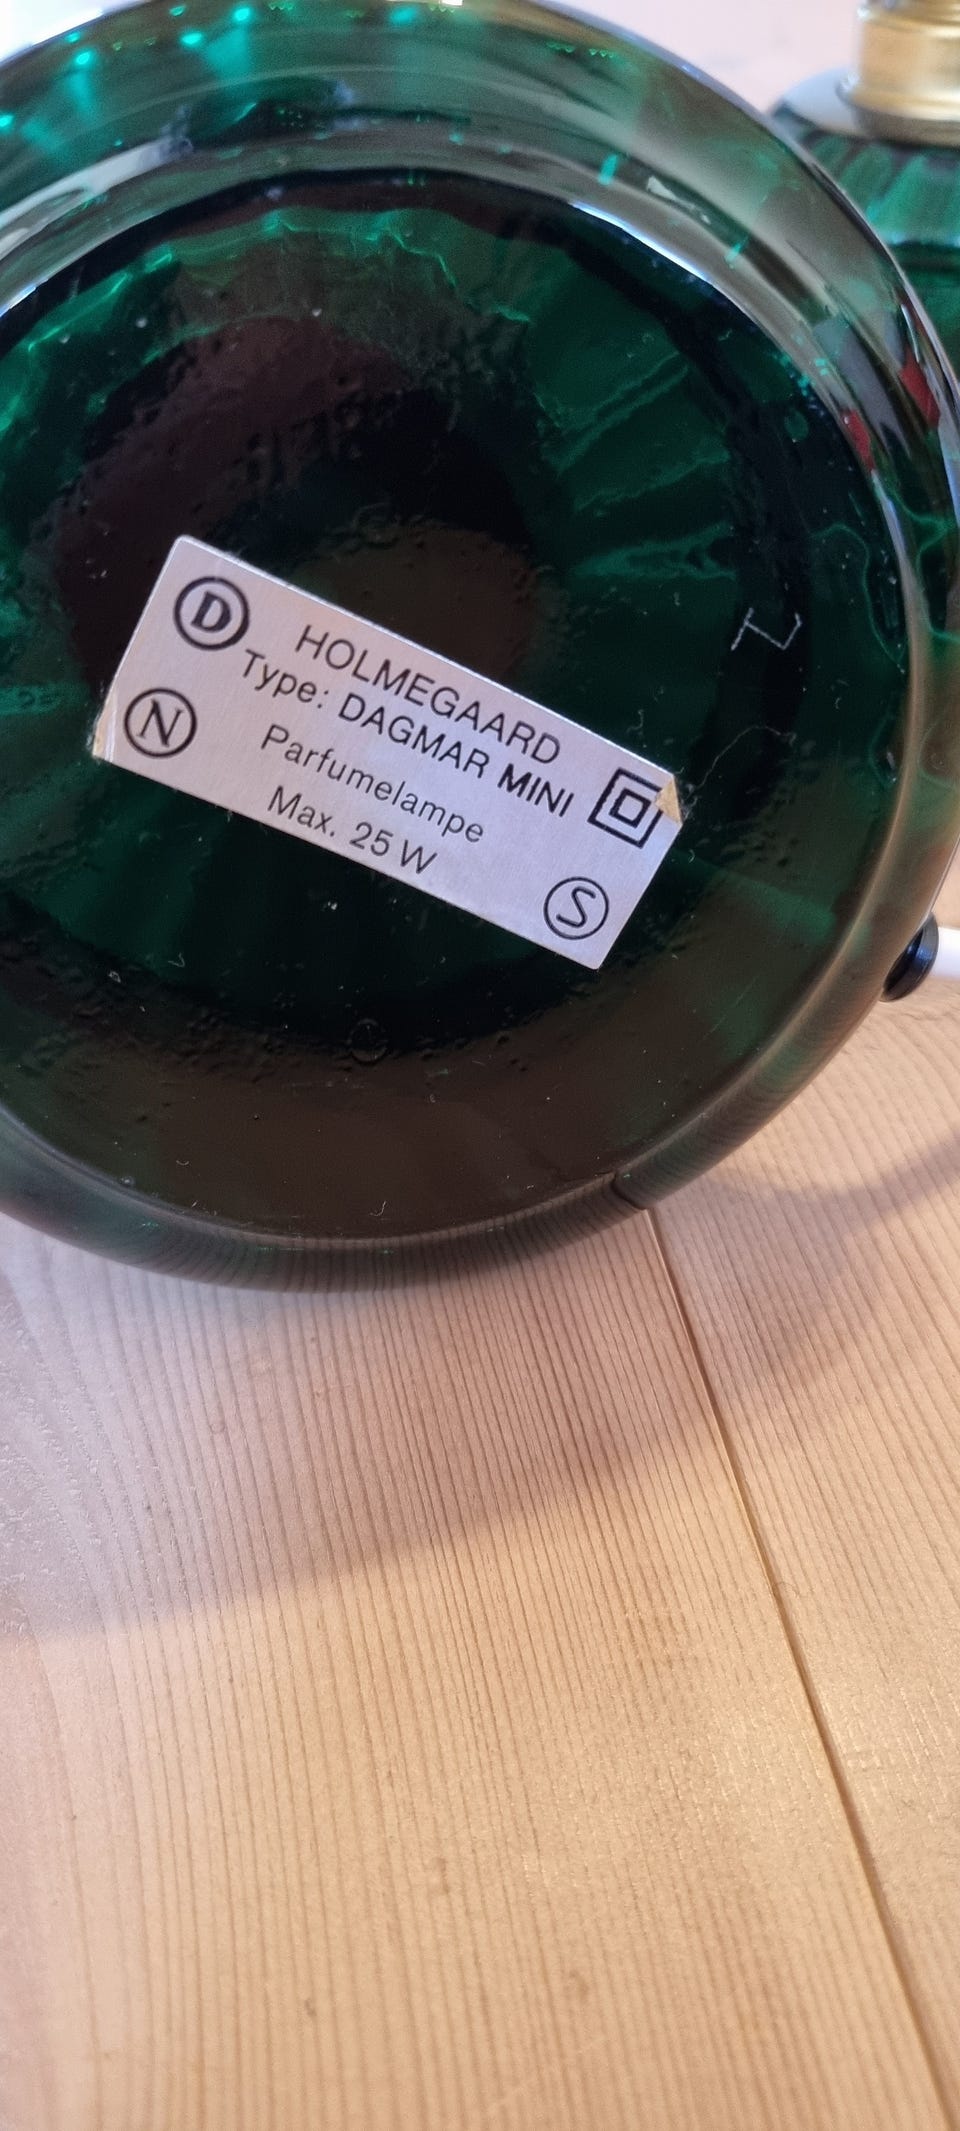 D
HOLMEGAARD
N
Type: DAGMAR MINI
Parfumelampe
Max. 25 W
S